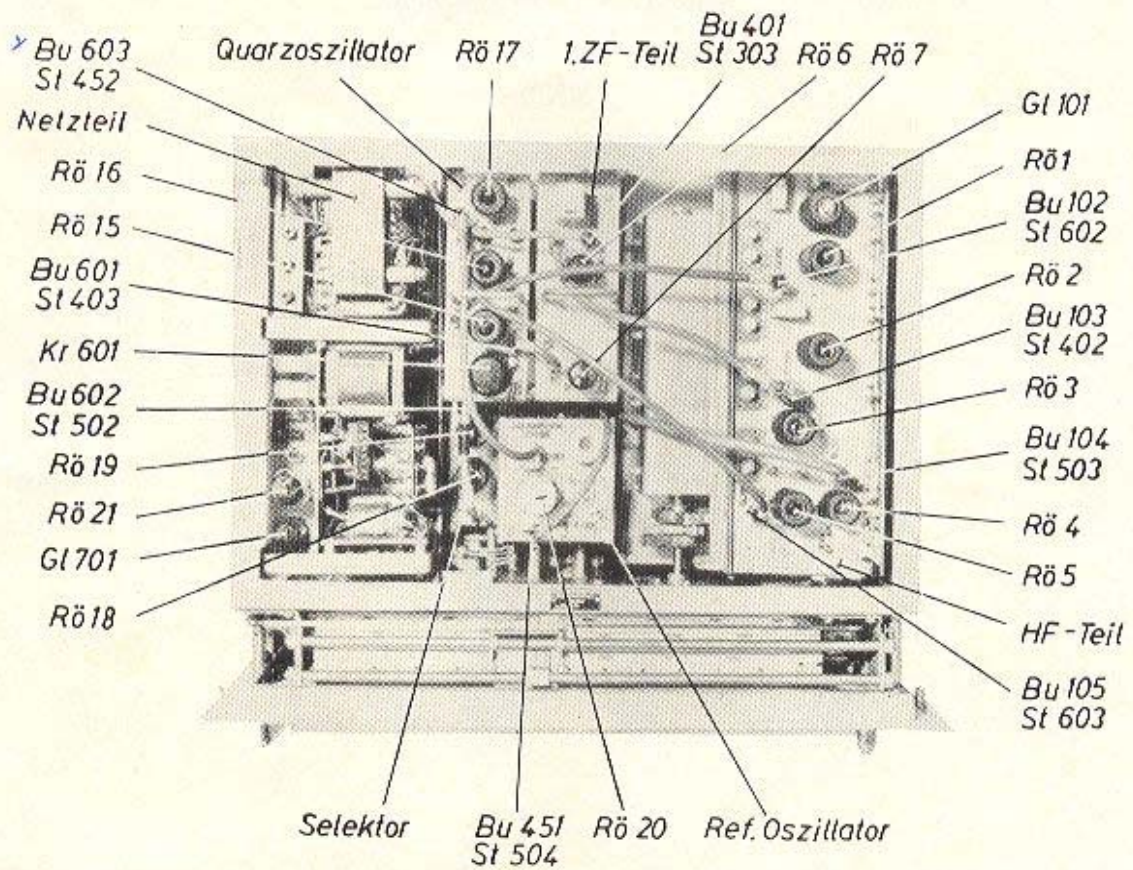 Bu 603
St 452
Netzteil
Rö 16
Rö 15
Bu 601
St 403
Kr 601
Bu 602
St 502
Rö 19
Rö 21
Gl 701
Rö 18
Quarzoszillator
Rö 17
1. ZF-Teil
Bu 401
St 303
Rö 6
Rö 7
Gl 101
Rö 1
Bu 102
St 602
Rö 2
Bu 103
St 402
Rö 3
Bu 104
St 503
Rö 4
Rö 5
HF-Teil
Bu 105
St 603
Selektor
Bu 451
St 504
Rö 20
Ref. Oszillator